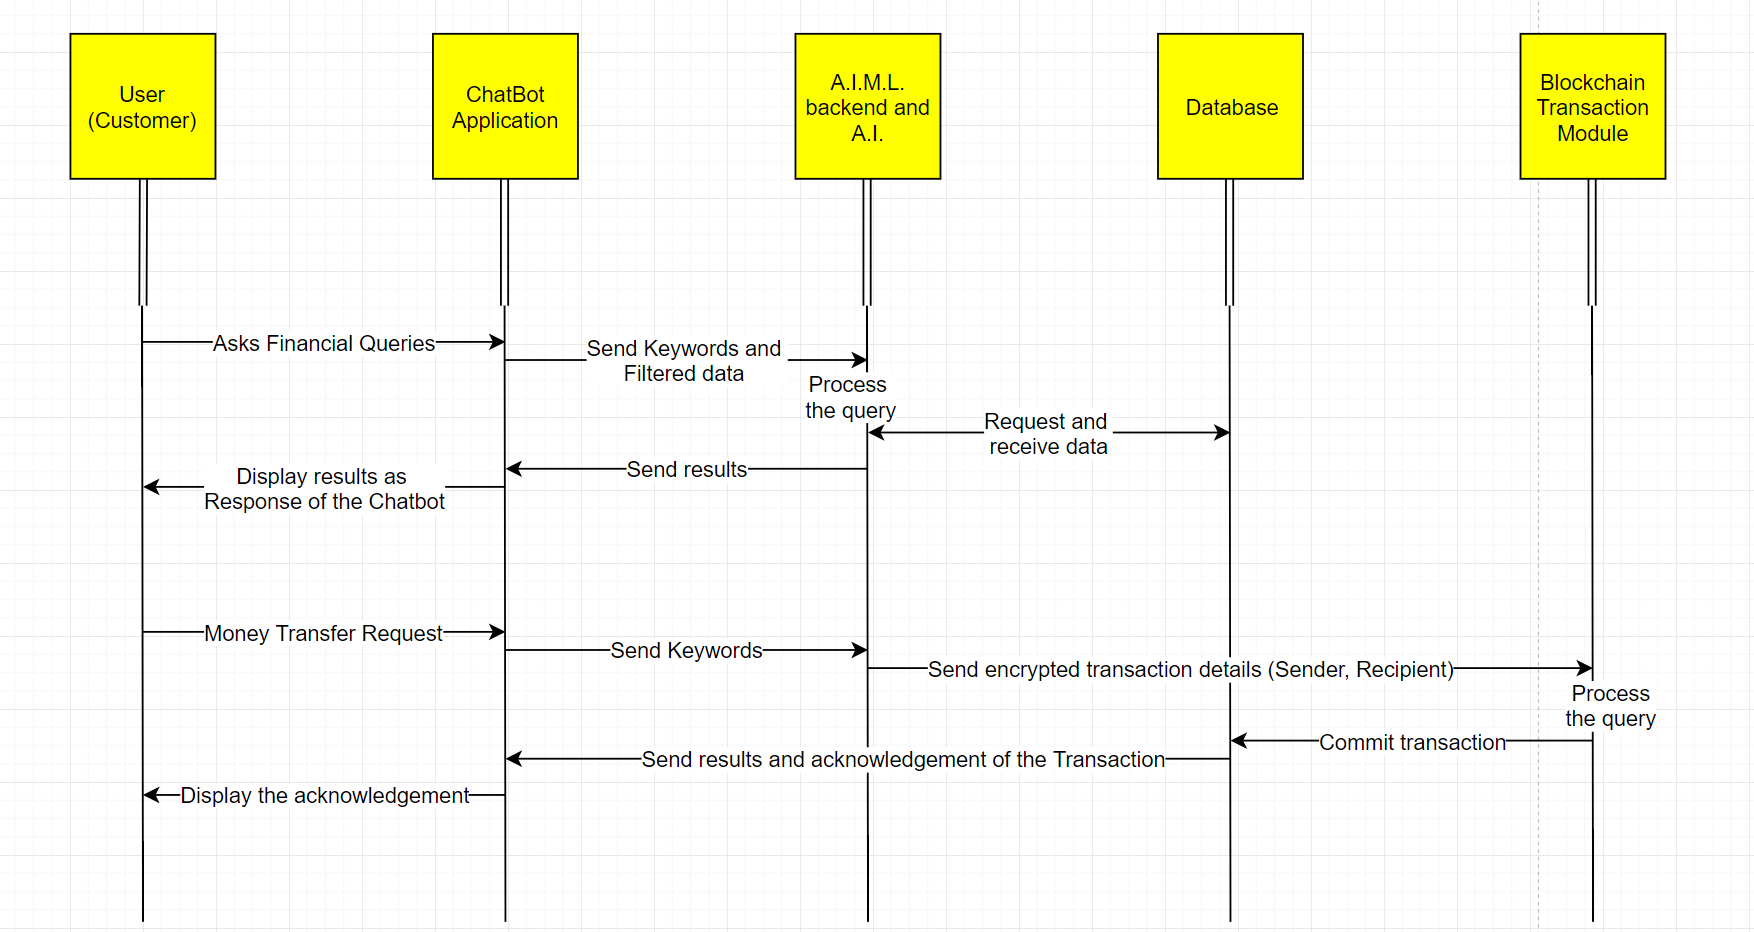 User
(Customer)
ChatBot
Application
A.I.M.L.
backend and
A.I.
Database
Blockchain
Transaction
Module
Asks Financial Queries
Send Keywords and
Filtered data
Process
the query
Request and
receive data
Send results
Display results as
Response of the Chatbot
Money Transfer Request
Send Keywords
Send encrypted transaction details (Sender, Recipient)
Process
the query
Commit transaction
Send results and acknowledgement of the Transaction
Display the acknowledgement